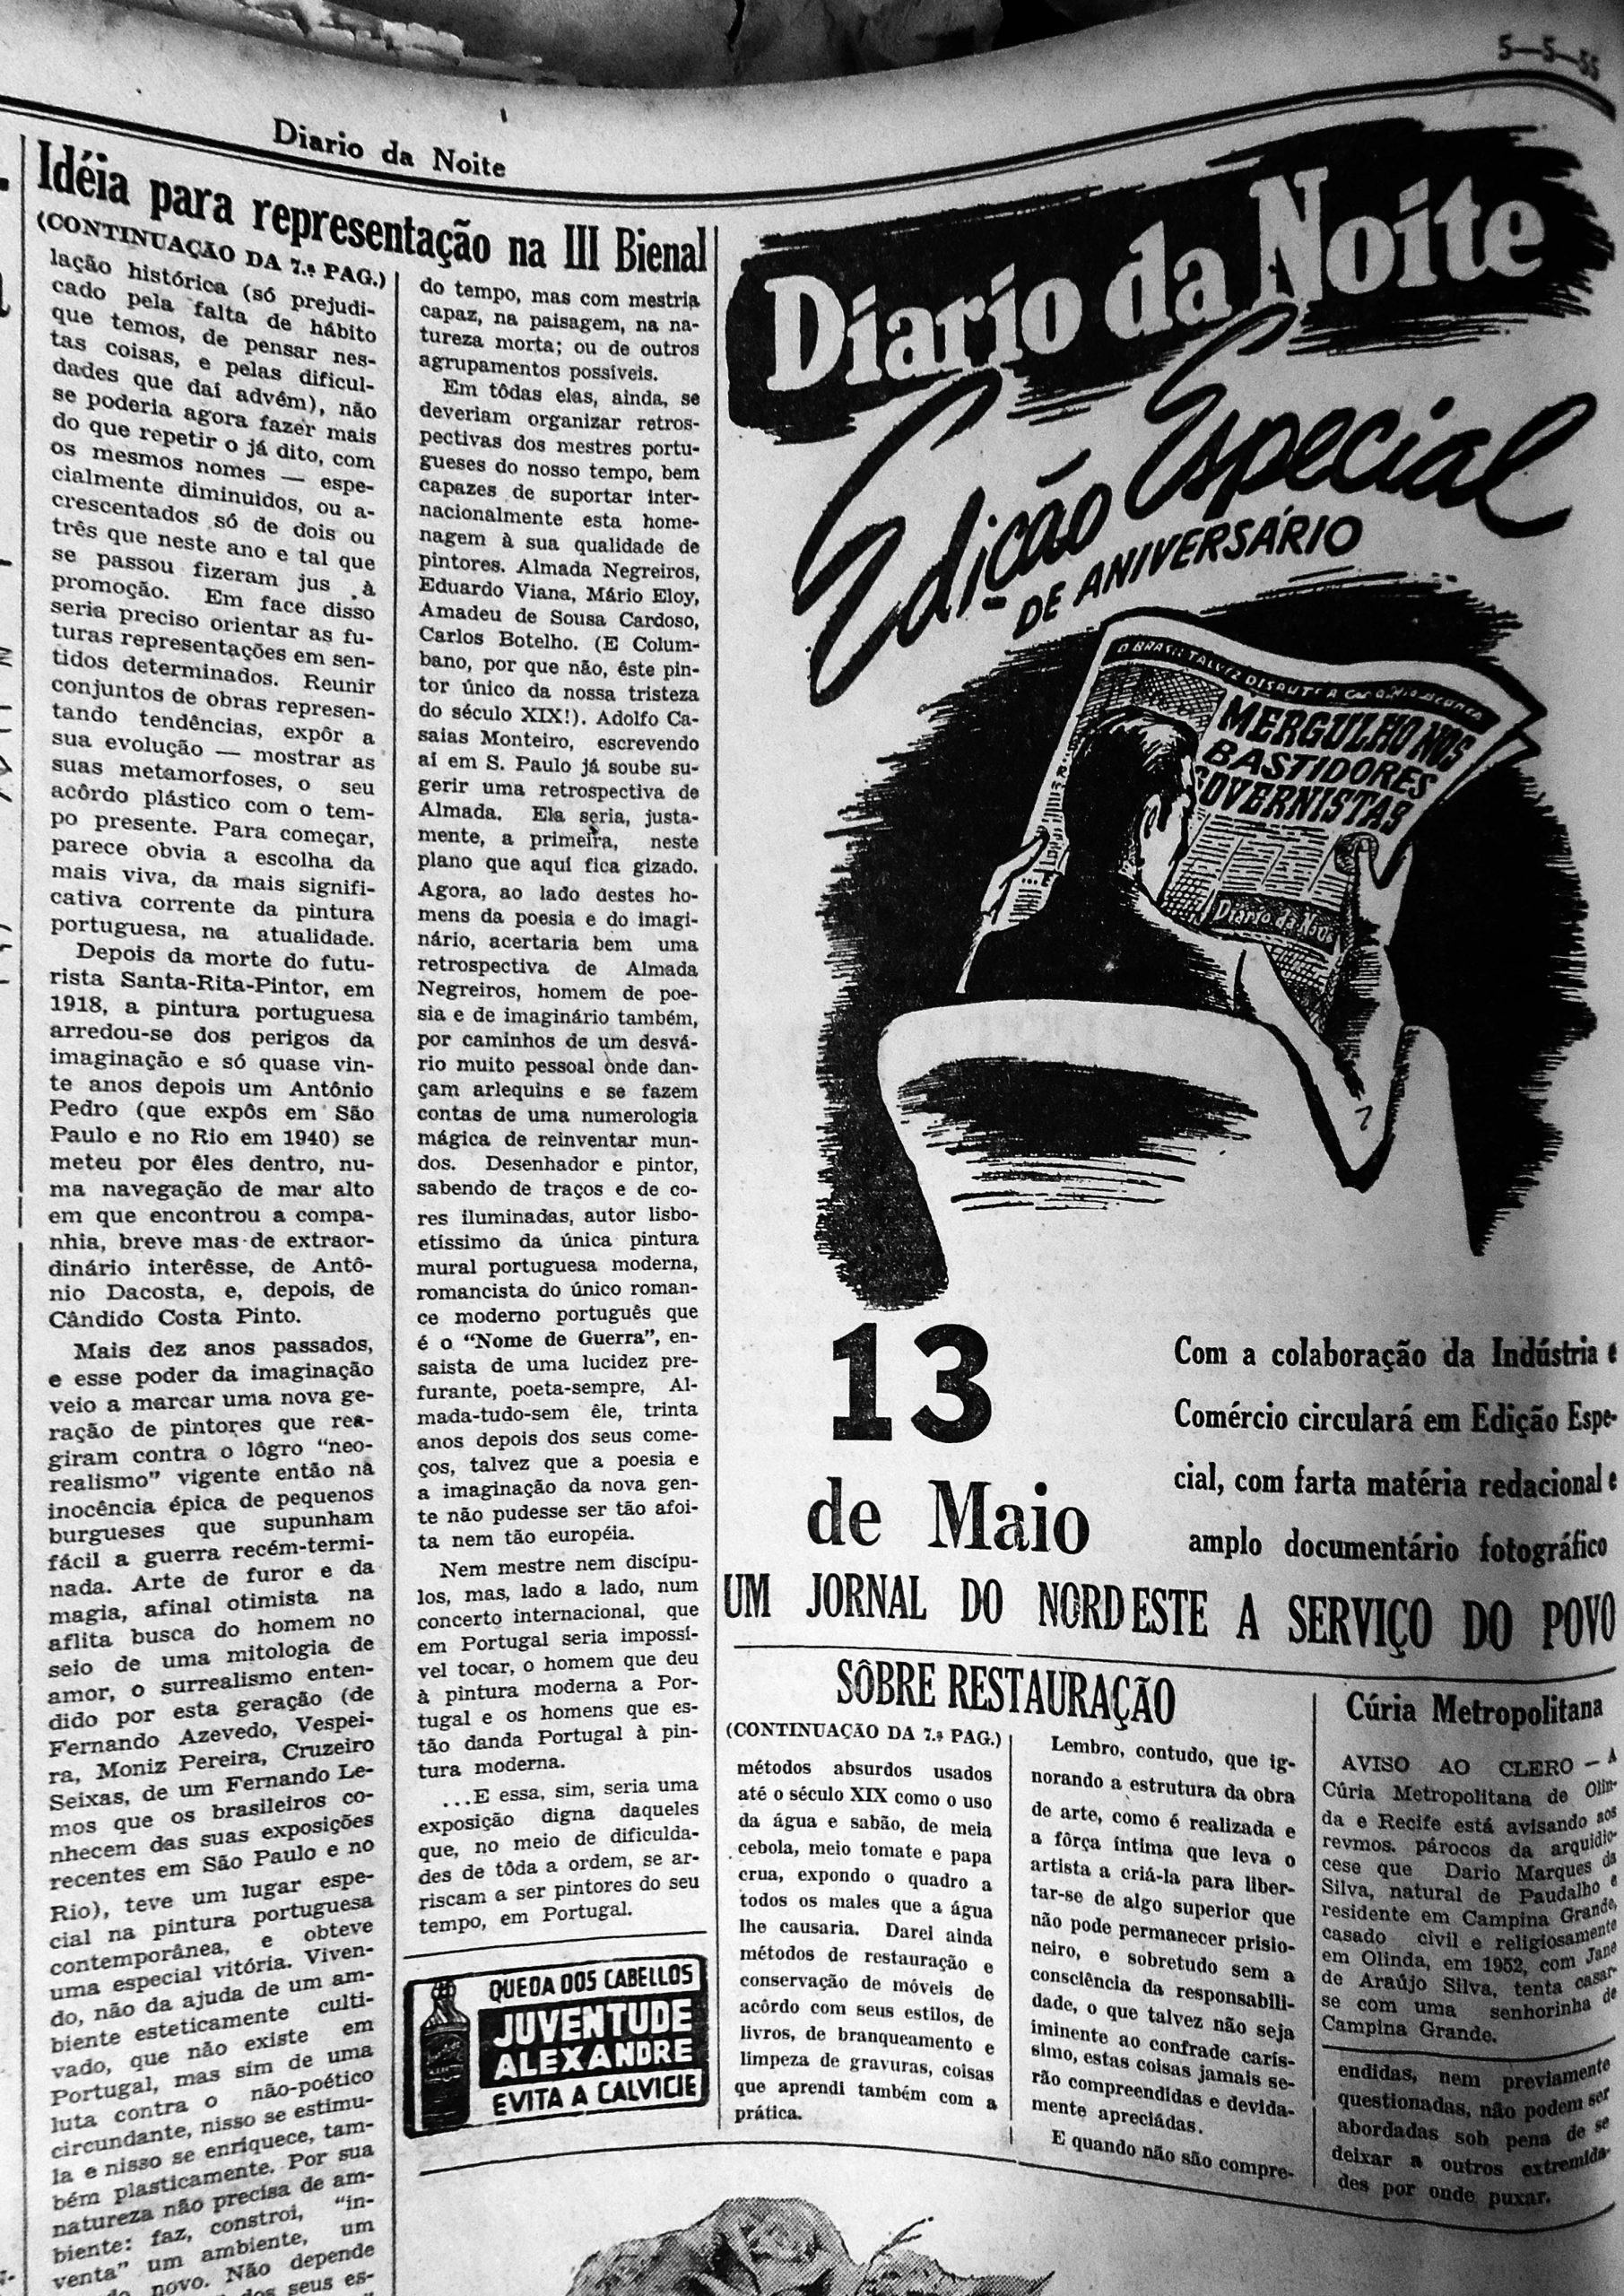 5-5-55
Diario da Noite
Idéia para representação na III Bienal
(CONTINUAÇÃO DA 7.ª PAG.)
lação histórica (só prejudi-
cado pela falta de hábito
que temos, de pensar nes-
tas coisas, e pelas dificul-
dades que daí advém), não
se poderia agora fazer mais
do que repetir o já dito, com
os mesmos nomes — espe-
cialmente diminuidos, ou a-
crescentados só de dois ou
três que neste ano e tal que
se passou fizeram jus à
promoção. Em face disso
seria preciso orientar as fu-
turas representações em sen-
tidos determinados. Reunir
conjuntos de obras represen-
tando tendências, expôr a
sua evolução — mostrar as
suas metamorfoses, o seu
acôrdo plástico com o tem-
po presente. Para começar,
parece obvia a escolha da
mais viva, da mais signifi-
cativa corrente da pintura
portuguesa, na atualidade.
Depois da morte do futu-
rista Santa-Rita-Pintor, em
1918, a pintura portuguesa
arredou-se dos perigos da
imaginação e só quase vin-
te anos depois um Antônio
Pedro (que expôs em São
Paulo e no Rio em 1940) se
meteu por êles dentro, nu-
ma navegação de mar alto
em que encontrou a compa-
nhia, breve mas de extraor-
dinário interêsse, de Antô-
nio Dacosta, e, depois, de
Cândido Costa Pinto.
Mais dez anos passados,
e esse poder da imaginação
veio a marcar uma nova ge-
ração de pintores que rea-
giram contra o lôgro "neo-
realismo" vigente então na
inocência épica de pequenos
burgueses que supunham
fácil a guerra recém-termi-
nada. Arte de furor e da
magia, afinal otimista na
aflita busca do homem no
seio de uma mitologia de
amor, o surrealismo enten-
dido por esta geração (de
Fernando Azevedo, Vespei-
ra, Moniz Pereira, Cruzeiro
Seixas, de um Fernando Le-
mos que os brasileiros co-
nhecem das suas exposições
recentes em São Paulo e no
Rio), teve um lugar espe-
cial na pintura portuguesa
contemporânea, e obteve
uma especial vitória. Viven-
do, não da ajuda de um am-
biente esteticamente culti-
vado, que não existe em
Portugal, mas sim de uma
luta contra o não-poético
circundante, nisso se estimu-
la e nisso se enriquece, tam-
bém plasticamente. Por sua
natureza não precisa de am-
biente: faz, constroi, "in-
venta" um ambiente, um
novo. Não depende
seus es-
do tempo, mas com mestria
capaz, na paisagem, na na-
tureza morta; ou de outros
agrupamentos possíveis.
Em tôdas elas, ainda, se
deveriam organizar retros-
pectivas dos mestres portu-
gueses do nosso tempo, bem
capazes de suportar inter-
nacionalmente esta home-
nagem à sua qualidade de
pintores. Almada Negreiros,
Eduardo Viana, Mário Eloy,
Amadeu de Sousa Cardoso,
Carlos Botelho. (E Colum-
bano, por que não, êste pin-
tor único da nossa tristeza
do século XIX!). Adolfo Ca-
saias Monteiro, escrevendo
aí em S. Paulo já soube su-
gerir uma retrospectiva de
Almada. Ela seria, justa-
mente, a primeira, neste
plano que aquí fica gizado.
Agora, ao lado destes ho-
mens da poesia e do imagi-
nário, acertaria bem uma
retrospectiva de Almada
Negreiros, homem de poe-
sia e de imaginário também,
por caminhos de um desvá-
rio muito pessoal onde dan-
çam arlequins e se fazem
contas de uma numerologia
mágica de reinventar mun-
dos. Desenhador e pintor,
sabendo de traços e de co-
res iluminadas, autor lisbo-
etissimo da única pintura
mural portuguesa moderna,
romancista do único roman-
ce moderno português que
é o "Nome de Guerra", en-
saista de uma lucidez pre-
furante, poeta-sempre, Al-
mada-tudo-sem êle, trinta
anos depois dos seus come-
ços, talvez que a poesia e
a imaginação da nova gen-
te não pudesse ser tão afoi-
ta nem tão européia.
Nem mestre nem discípu-
los, mas, lado a lado, num
concerto internacional, que
em Portugal seria impossí-
vel tocar, o homem que deu
à pintura moderna a Por-
tugal e os homens que es-
tão danda Portugal à pin-
tura moderna.
...E essa, sim, seria uma
exposição digna daqueles
que, no meio de dificulda-
des de tôda a ordem, se ar-
riscam a ser pintores do seu
tempo, em Portugal.
QUEDA DOS CABELLOS
JUVENTUDE
ALEXANDRE
EVITA A CALVICIE
Diario da Noite
Edição Especial
DE ANIVERSÁRIO
O BRASIL TALVEZ DISPUTE A
MERGULHO NOS
BASTIDORES
GOVERNISTAS
Diario da Noite
13
de Maio
Com a colaboração da Indústria e
Comércio circulará em Edição Espe-
cial, com farta matéria redacional e
amplo documentário fotográfico
UM JORNAL DO NORDESTE A SERVIÇO DO POVO
SÔBRE RESTAURAÇÃO
(CONTINUAÇÃO DA 7.ª PAG.)
métodos absurdos usados
até o século XIX como o uso
da água e sabão, de meia
cebola, meio tomate e papa
crua, expondo o quadro a
todos os males que a água
lhe causaria. Darei ainda
métodos de restauração e
conservação de móveis de
acôrdo com seus estilos, de
livros, de branqueamento e
limpeza de gravuras, coisas
que aprendi também com a
prática.
Lembro, contudo, que ig-
norando a estrutura da obra
de arte, como é realizada e
a fôrça íntima que leva o
artista a criá-la para liber-
tar-se de algo superior que
não pode permanecer prisio-
neiro, e sobretudo sem a
consciência da responsabili-
dade, o que talvez não seja
iminente ao confrade carís-
simo, estas coisas jamais se-
rão compreendidas e devida-
mente apreciádas.
E quando não são compre-
Cúria Metropolitana
AVISO AO CLERO — A
Cúria Metropolitana de Olin-
da e Recife está avisando aos
revmos. párocos da arquidio-
cese que Dario Marques da
Silva, natural de Paudalho e
residente em Campina Grande,
casado civil e religiosamente
em Olinda, em 1952, com Jane
de Araújo Silva, tenta casar-
se com uma senhorinha de
Campina Grande.
endidas, nem previamente
questionadas, não podem ser
abordadas sob pena de se
deixar a outros extremida-
des por onde puxar.